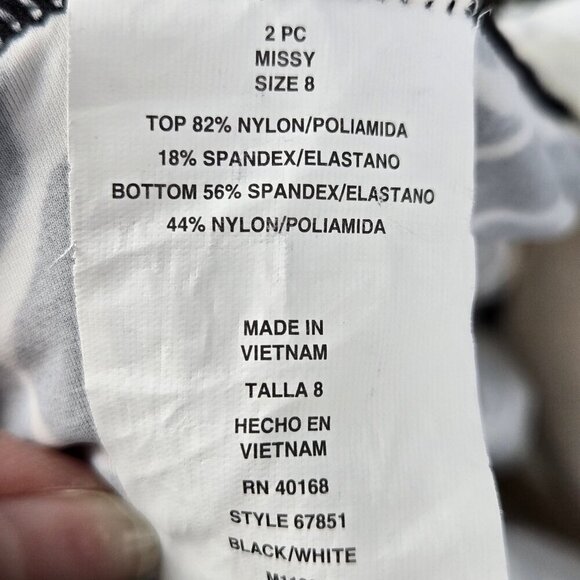 2 PC
MISSY
SIZE 8
TOP 82% NYLON/POLIAMIDA
18% SPANDEX/ELASTANO
BOTTOM 56% SPANDEX/ELASTANO
44% NYLON/POLIAMIDA
MADE IN
VIETNAM
TALLA 8
HECHO EN
VIETNAM
RN 40168
STYLE 67851
BLACK/WHITE